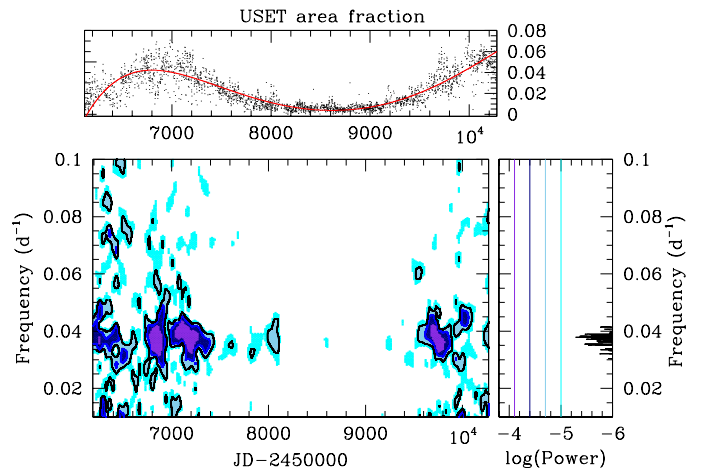 USET area fraction
0.08
0.06
0.04
0.02
0
7000 8000 9000 10⁴
0.1 0.1
0.08 0.08
0.06 0.06
0.04 0.04
0.02 0.02
Frequency (d⁻¹)
Frequency (d⁻¹)
7000 8000 9000 10⁴
-4 -5 -6
JD-2450000
log(Power)